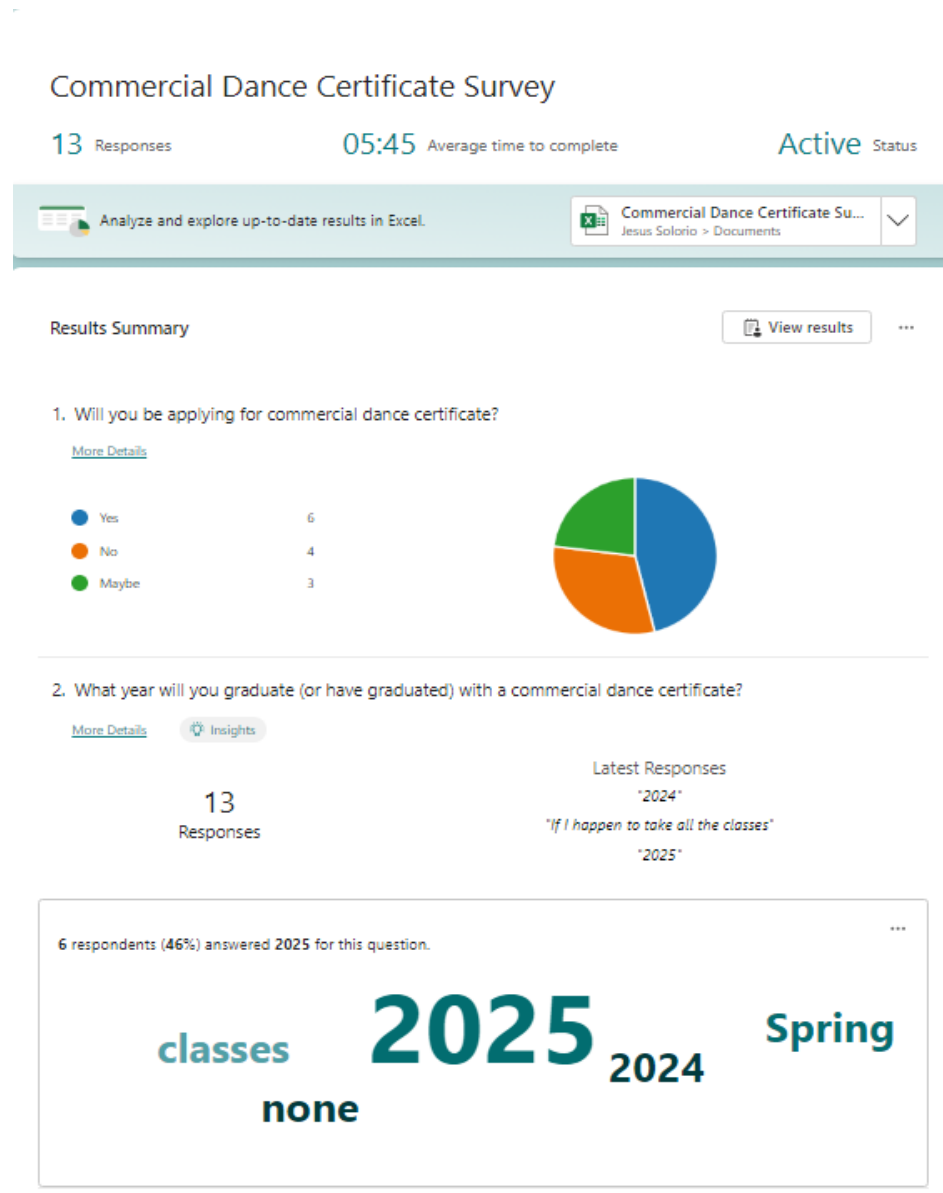 Commercial Dance Certificate Survey
13 Responses 05:45 Average time to complete Active Status
Analyze and explore up-to-date results in Excel.
Commercial Dance Certificate Su...
Jesus Solorio > Documents
Results Summary
View results
1. Will you be applying for commercial dance certificate?
More Details
Yes 6
No 4
Maybe 3
2. What year will you graduate (or have graduated) with a commercial dance certificate?
More Details Insights
13
Responses
Latest Responses
"2024"
"If I happen to take all the classes"
"2025"
6 respondents (46%) answered 2025 for this question.
classes 2025 2024 Spring
none